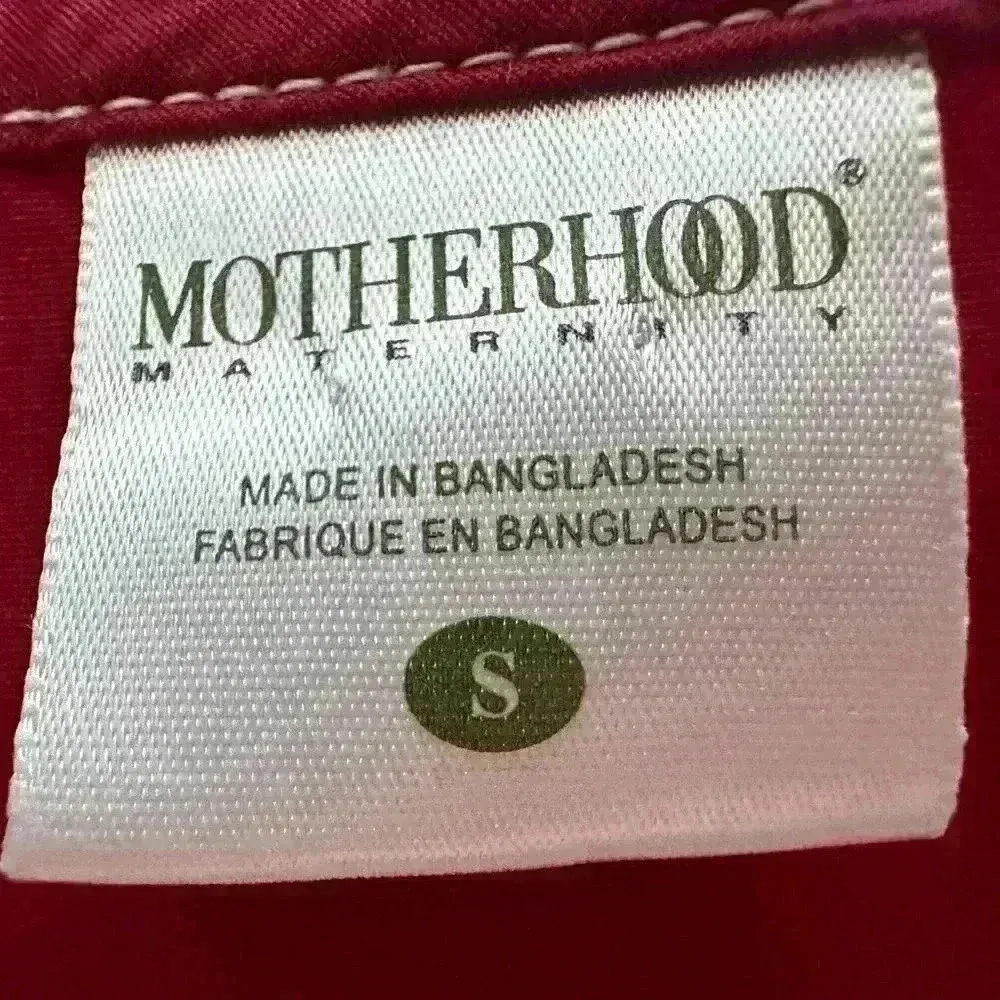 MOTHERHOOD®
MATERNITY
MADE IN BANGLADESH
FABRIQUE EN BANGLADESH
S